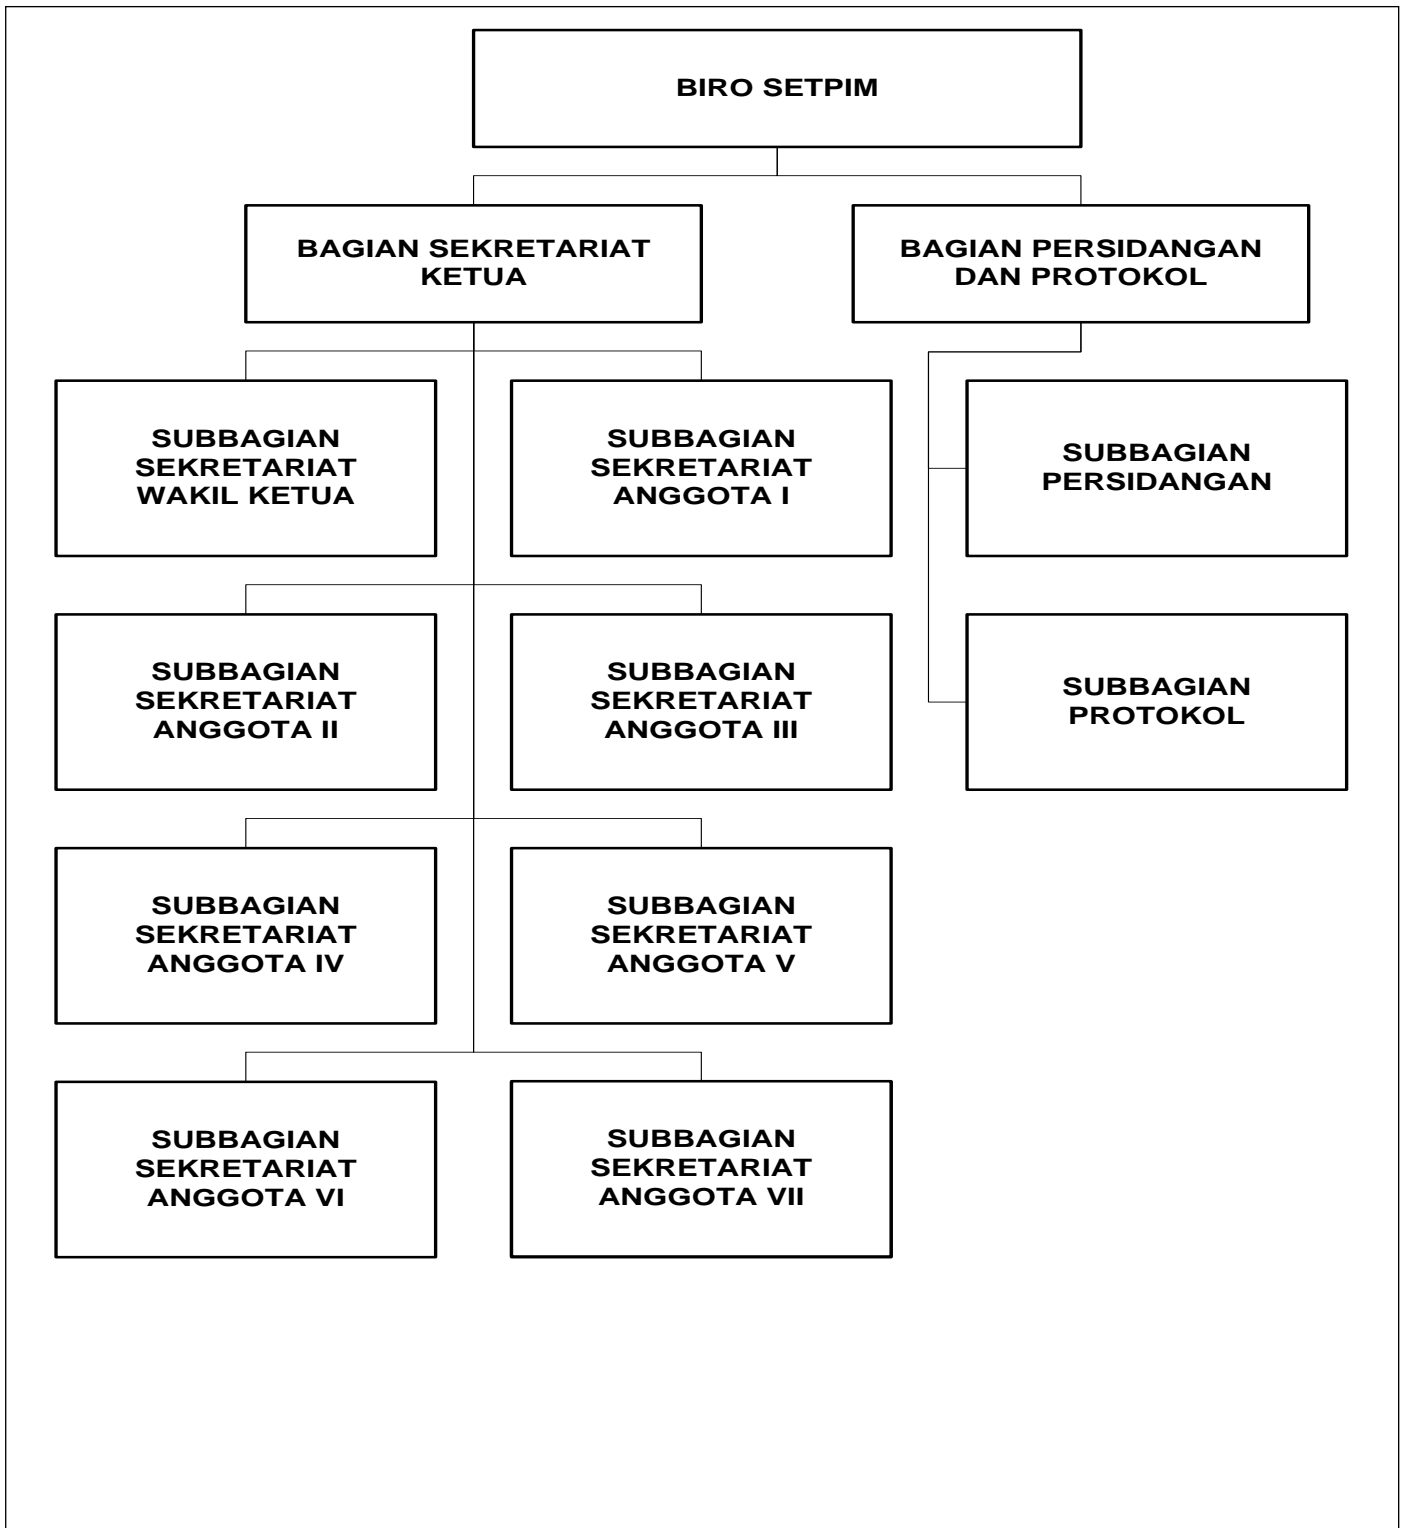 BIRO SETPIM
BAGIAN SEKRETARIAT
KETUA
BAGIAN PERSIDANGAN
DAN PROTOKOL
SUBBAGIAN
SEKRETARIAT
WAKIL KETUA
SUBBAGIAN
SEKRETARIAT
ANGGOTA I
SUBBAGIAN
PERSIDANGAN
SUBBAGIAN
SEKRETARIAT
ANGGOTA II
SUBBAGIAN
SEKRETARIAT
ANGGOTA III
SUBBAGIAN
PROTOKOL
SUBBAGIAN
SEKRETARIAT
ANGGOTA IV
SUBBAGIAN
SEKRETARIAT
ANGGOTA V
SUBBAGIAN
SEKRETARIAT
ANGGOTA VI
SUBBAGIAN
SEKRETARIAT
ANGGOTA VII